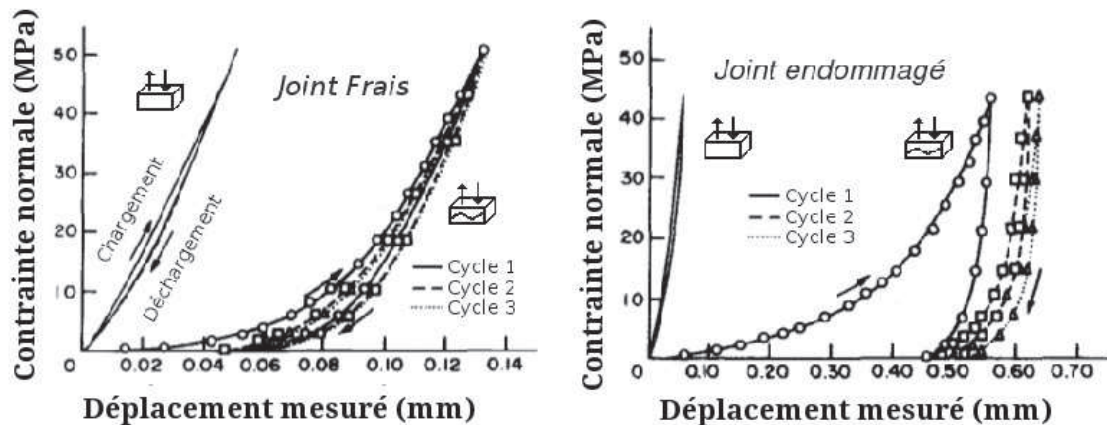 Contrainte normale (MPa)
50
40
30
20
10
0
0.02
0.04
0.06
0.08
0.10
0.12
0.14
Joint Frais
Chargement
Déchargement
Cycle 1
Cycle 2
Cycle 3
Déplacement mesuré (mm)
Contrainte normale (MPa)
50
40
30
20
10
0
0.10
0.20
0.30
0.40
0.50
0.60
0.70
Joint endommagé
Cycle 1
Cycle 2
Cycle 3
Déplacement mesuré (mm)